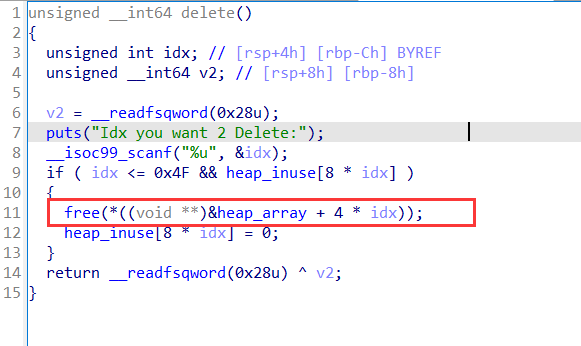 1 unsigned __int64 delete()
2 {
3 unsigned int idx; // [rsp+4h] [rbp-Ch] BYREF
4 unsigned __int64 v2; // [rsp+8h] [rbp-8h]
5
6 v2 = __readfsqword(0x28u);
7 puts("Idx you want 2 Delete:");
8 __isoc99_scanf("%u", &idx);
9 if ( idx <= 0x4F && heap_inuse[8 * idx] )
10 {
11 free(*((void **)&heap_array + 4 * idx));
12 heap_inuse[8 * idx] = 0;
13 }
14 return __readfsqword(0x28u) ^ v2;
15 }